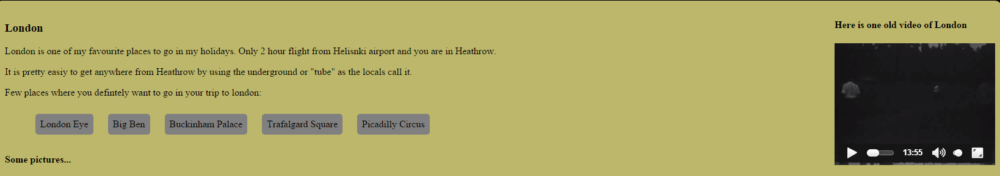 London
Here is one old video of London
London is one of my favourite places to go in my holidays. Only 2 hour flight from Helisnki airport and you are in Heathrow.
It is pretty easiy to get anywhere from Heathrow by using the underground or "tube" as the locals call it.
Few places where you defintely want to go in your trip to london:
London Eye Big Ben Buckinham Palace Trafalgard Square Picadilly Circus
13:55
Some pictures...